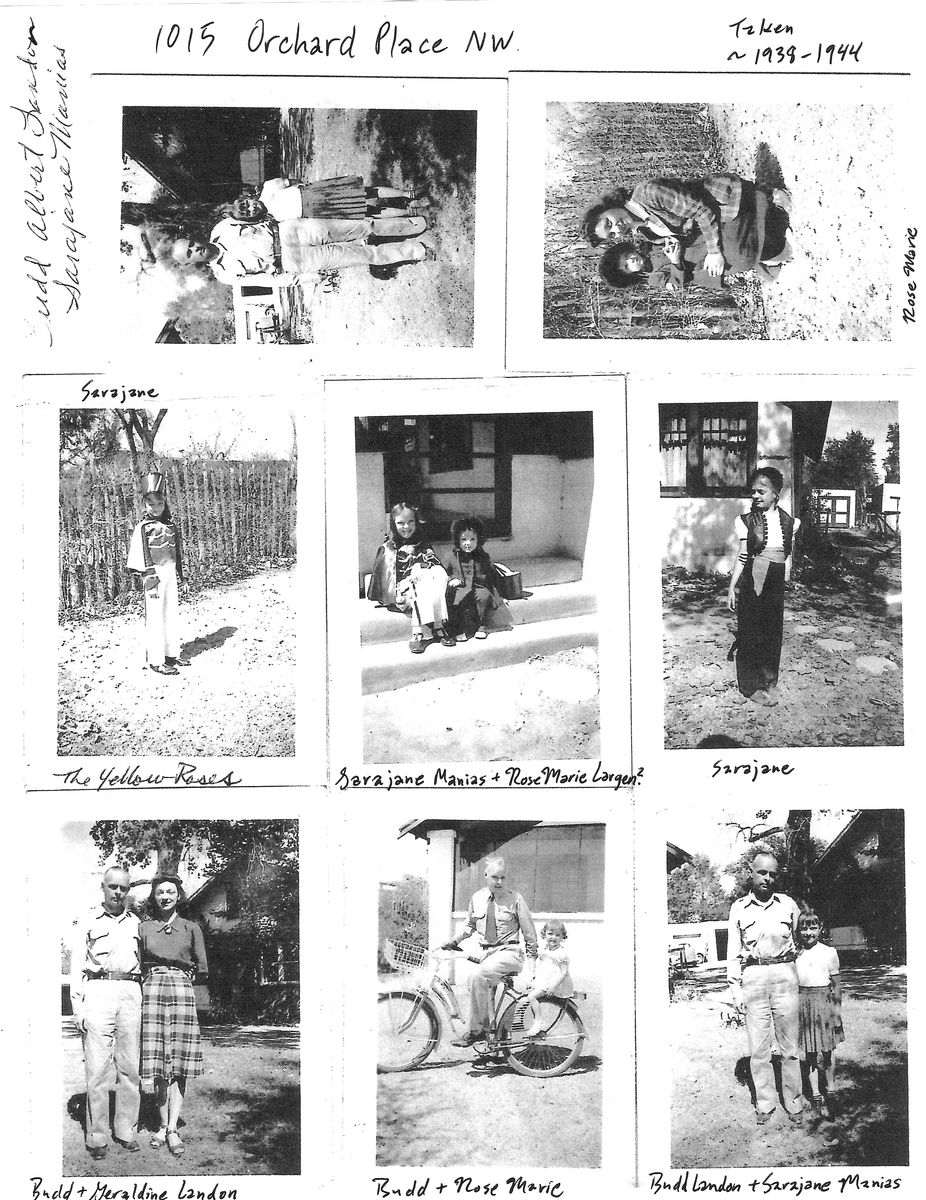 1015 Orchard Place NW.
Taken
~ 1938-1944
Budd Albert Landon
Sarajane Manias
Rose Marie
Sarajane
The Yellow Roses
Sarajane Manias + Rose Marie Largen?
Sarajane
Budd + Geraldine Landon
Budd + Rose Marie
Budd Landon + Sarajane Manias